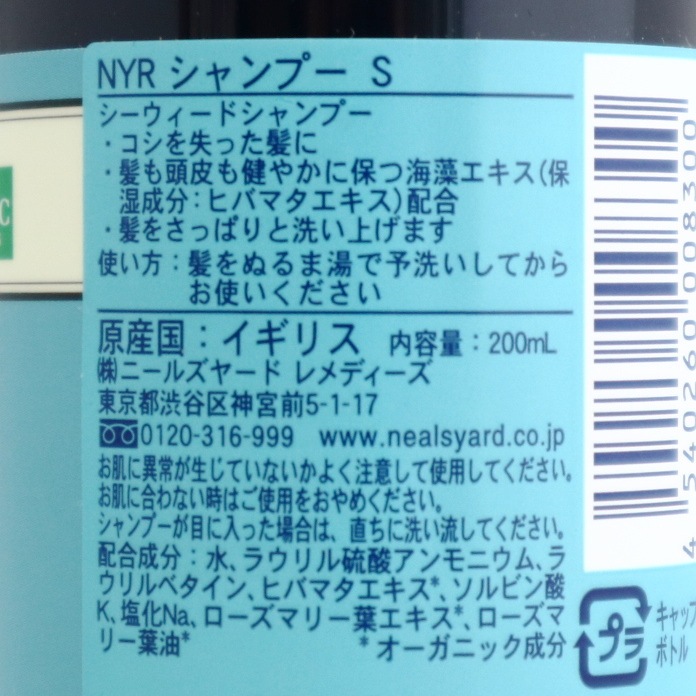 NYR シャンプー S
シーウィードシャンプー
・コシを失った髪に
・髪も頭皮も健やかに保つ海藻エキス(保
湿成分:ヒバマタエキス)配合
・髪をさっぱりと洗い上げます
使い方:髪をぬるま湯で予洗いしてから
お使いください
原産国:イギリス 内容量:200mL
㈱ニールズヤード レメディーズ
東京都渋谷区神宮前5-1-17
0120-316-999 www.nealsyard.co.jp
お肌に異常が生じていないかよく注意して使用してください。
お肌に合わない時はご使用をおやめください。
シャンプーが目に入った場合は、直ちに洗い流してください。
配合成分:水、ラウリル硫酸アンモニウム、ラ
ウリルベタイン、ヒバマタエキス*、ソルビン酸
K、塩化Na、ローズマリー葉エキス*、ローズマ
リー葉油* *オーガニック成分
4 540260 008300
プラ
キャップ
ボトル
C